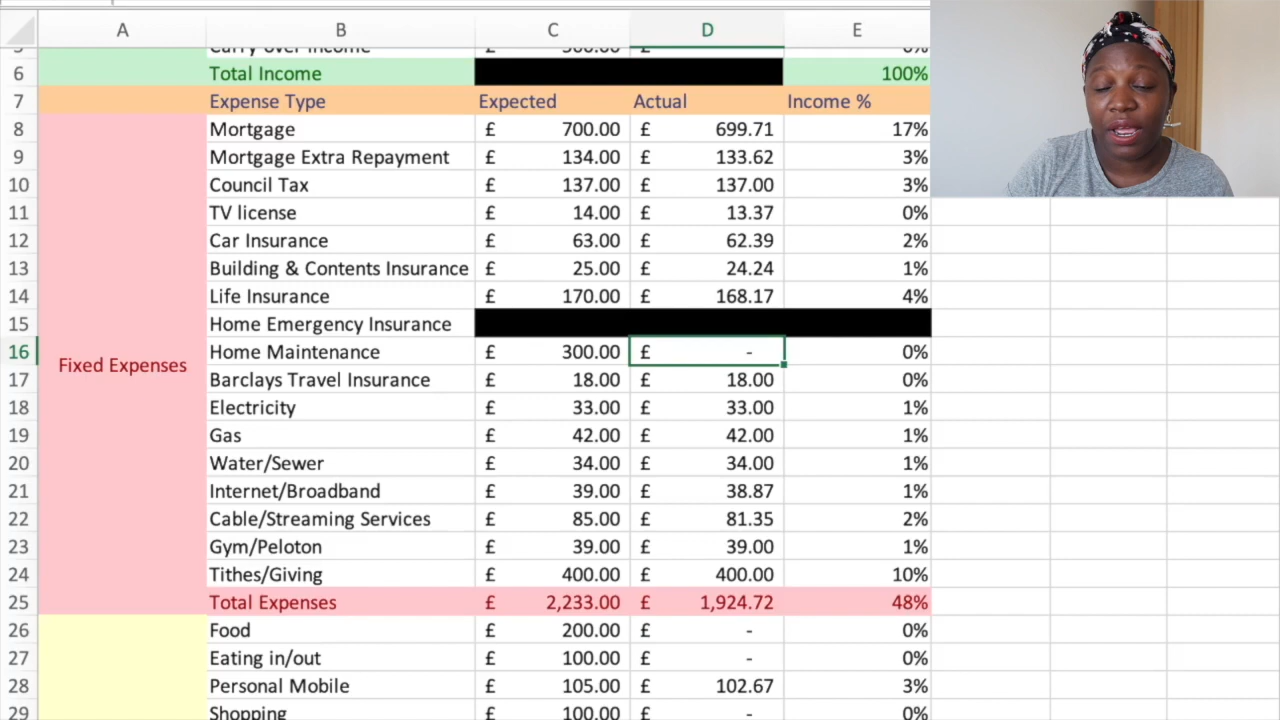 A B C D E
5 Carry over income £ 500.00 £ 0%
6 Total Income 100%
7 Expense Type Expected Actual Income %
8 Mortgage £ 700.00 £ 699.71 17%
9 Mortgage Extra Repayment £ 134.00 £ 133.62 3%
10 Council Tax £ 137.00 £ 137.00 3%
11 TV license £ 14.00 £ 13.37 0%
12 Car Insurance £ 63.00 £ 62.39 2%
13 Building & Contents Insurance £ 25.00 £ 24.24 1%
14 Life Insurance £ 170.00 £ 168.17 4%
15 Home Emergency Insurance
16 Home Maintenance £ 300.00 £ - 0%
Fixed Expenses
17 Barclays Travel Insurance £ 18.00 £ 18.00 0%
18 Electricity £ 33.00 £ 33.00 1%
19 Gas £ 42.00 £ 42.00 1%
20 Water/Sewer £ 34.00 £ 34.00 1%
21 Internet/Broadband £ 39.00 £ 38.87 1%
22 Cable/Streaming Services £ 85.00 £ 81.35 2%
23 Gym/Peloton £ 39.00 £ 39.00 1%
24 Tithes/Giving £ 400.00 £ 400.00 10%
25 Total Expenses £ 2,233.00 £ 1,924.72 48%
26 Food £ 200.00 £ - 0%
27 Eating in/out £ 100.00 £ - 0%
28 Personal Mobile £ 105.00 £ 102.67 3%
29 Shopping £ 100.00 £ - 0%